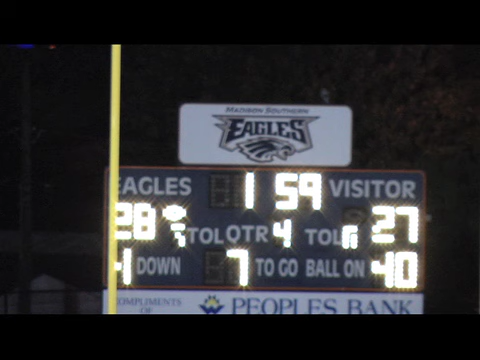 MADISON SOUTHERN
EAGLES
EAGLES 1 59 VISITOR
28 TOL QTR 4 TOL 27
DOWN 7 TO GO BALL ON 40
COMPLIMENTS OF PEOPLES BANK